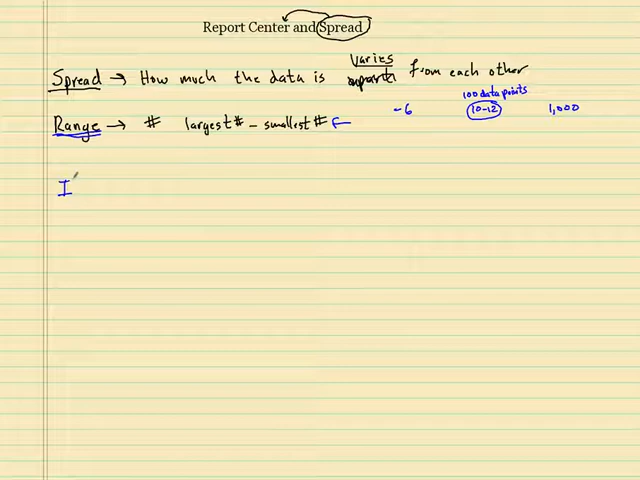 Report Center and Spread
Spread → How much the data is varies from each other
100 data points
Range → # largest # - smallest # ← -6 10-12 1,000
I